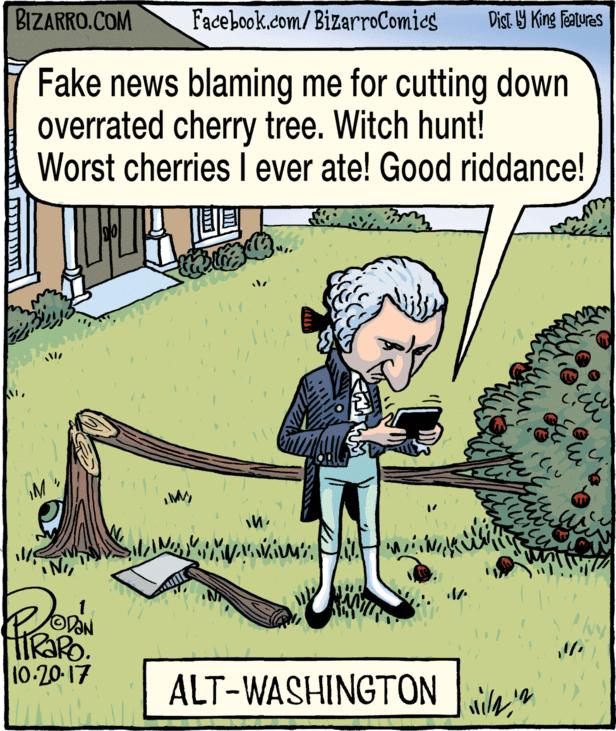 BIZARRO.COM
Facebook.com/BizarroComics
Dist. by King Features
Fake news blaming me for cutting down
overrated cherry tree. Witch hunt!
Worst cherries I ever ate! Good riddance!
1
©DAN
PIRARO.
10·20·17
ALT-WASHINGTON